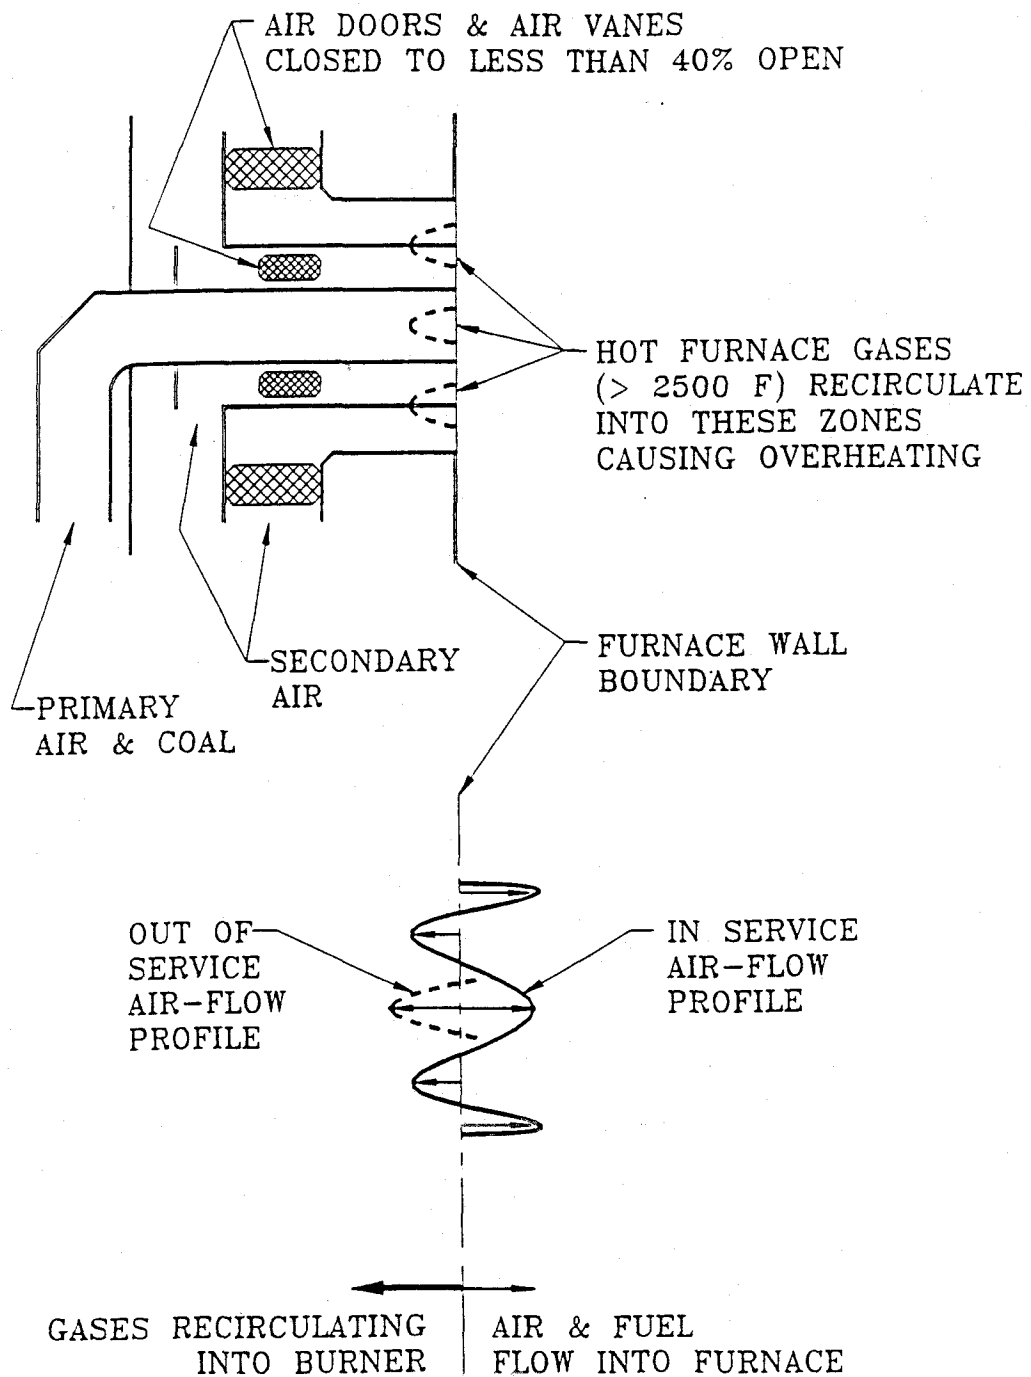 AIR DOORS & AIR VANES
CLOSED TO LESS THAN 40% OPEN
HOT FURNACE GASES
(> 2500 F) RECIRCULATE
INTO THESE ZONES
CAUSING OVERHEATING
FURNACE WALL
BOUNDARY
SECONDARY
AIR
PRIMARY
AIR & COAL
OUT OF
SERVICE
AIR-FLOW
PROFILE
IN SERVICE
AIR-FLOW
PROFILE
GASES RECIRCULATING
INTO BURNER
AIR & FUEL
FLOW INTO FURNACE